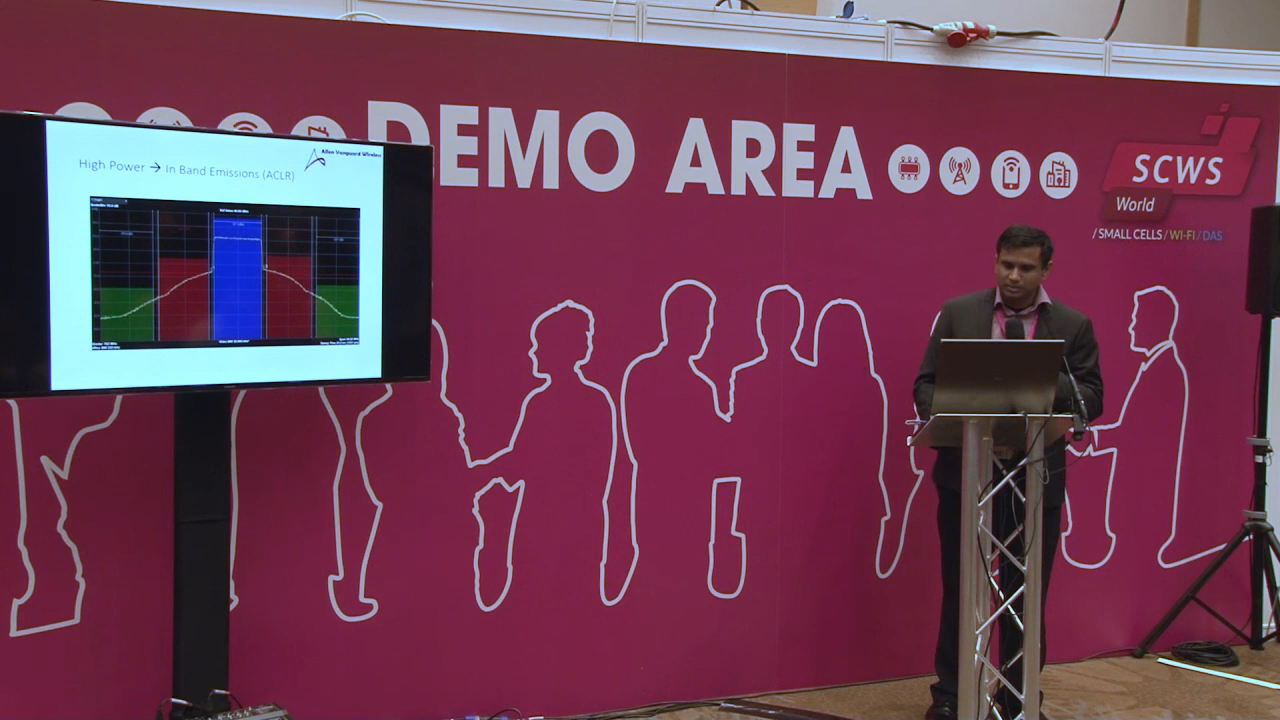 DEMO AREA
High Power → In Band Emissions (ACLR)
Allen Vanguard Wireless
SCWS
World
/ SMALL CELLS / WI-FI / DAS